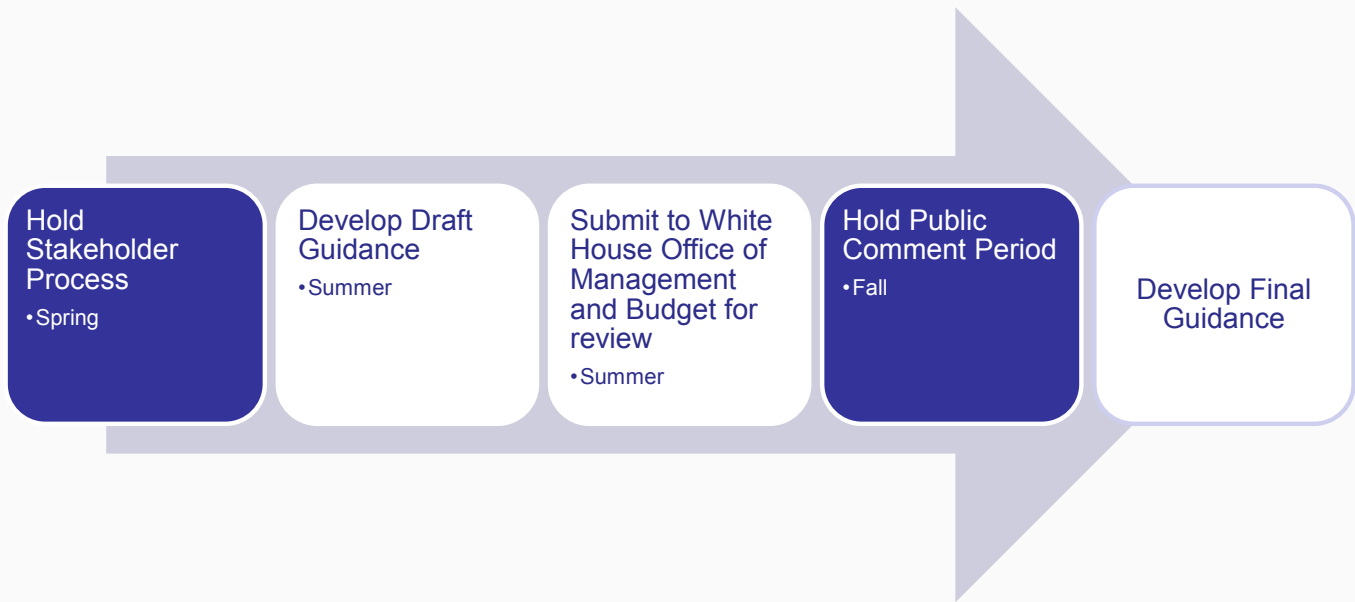 Hold
Stakeholder
Process
•Spring
Develop Draft
Guidance
•Summer
Submit to White
House Office of
Management
and Budget for
review
•Summer
Hold Public
Comment Period
•Fall
Develop Final
Guidance